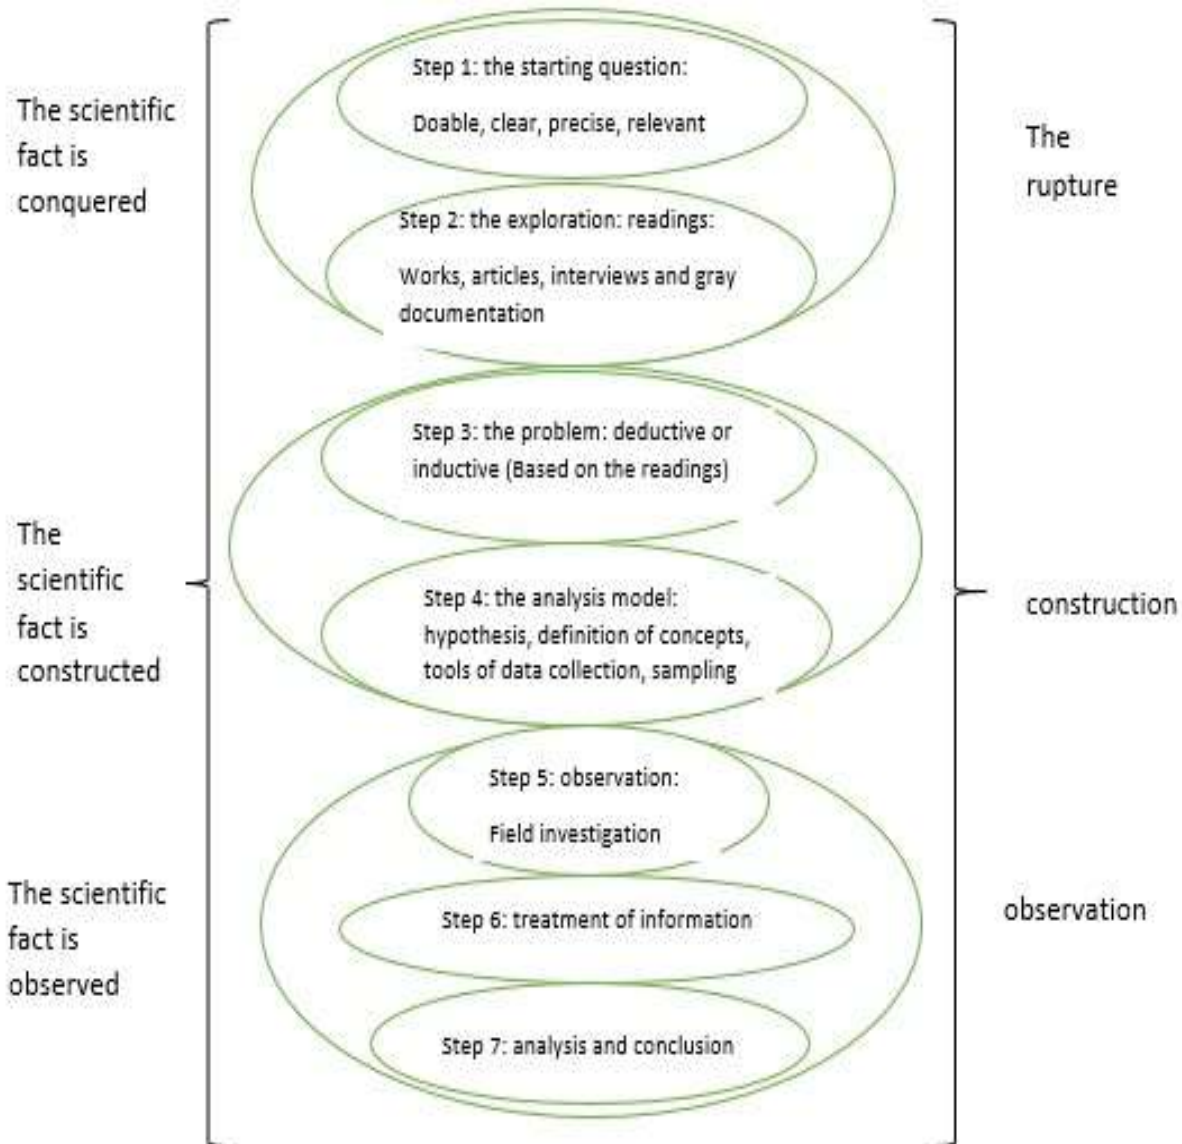 Step 1: the starting question:
Doable, clear, precise, relevant
The scientific
fact is
conquered
The
rupture
Step 2: the exploration: readings:
Works, articles, interviews and gray
documentation
Step 3: the problem: deductive or
inductive (Based on the readings)
The
scientific
fact is
constructed
Step 4: the analysis model:
hypothesis, definition of concepts,
tools of data collection, sampling
construction
Step 5: observation:
Field investigation
The scientific
fact is
observed
Step 6: treatment of information
observation
Step 7: analysis and conclusion